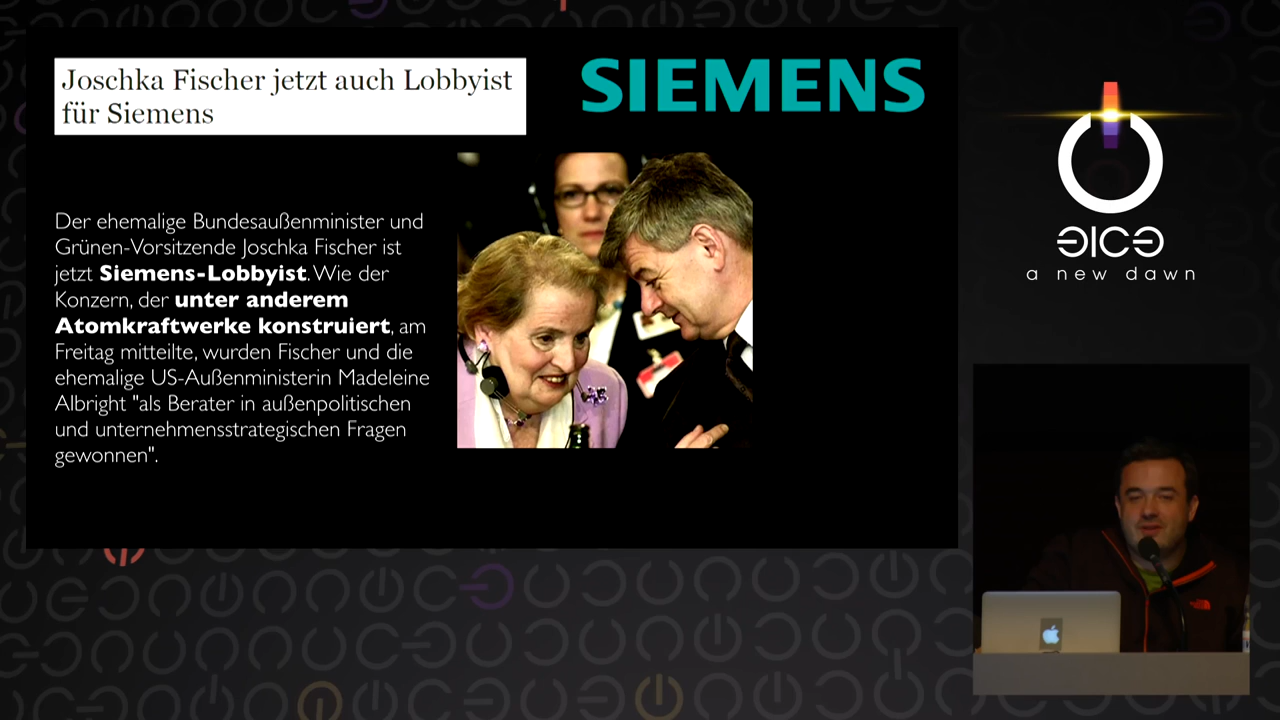 Joschka Fischer jetzt auch Lobbyist
für Siemens
SIEMENS
Der ehemalige Bundesaußenminister und
Grünen-Vorsitzende Joschka Fischer ist
jetzt Siemens-Lobbyist. Wie der
Konzern, der unter anderem
Atomkraftwerke konstruiert, am
Freitag mitteilte, wurden Fischer und die
ehemalige US-Außenministerin Madeleine
Albright "als Berater in außenpolitischen
und unternehmensstrategischen Fragen
gewonnen".
a new dawn